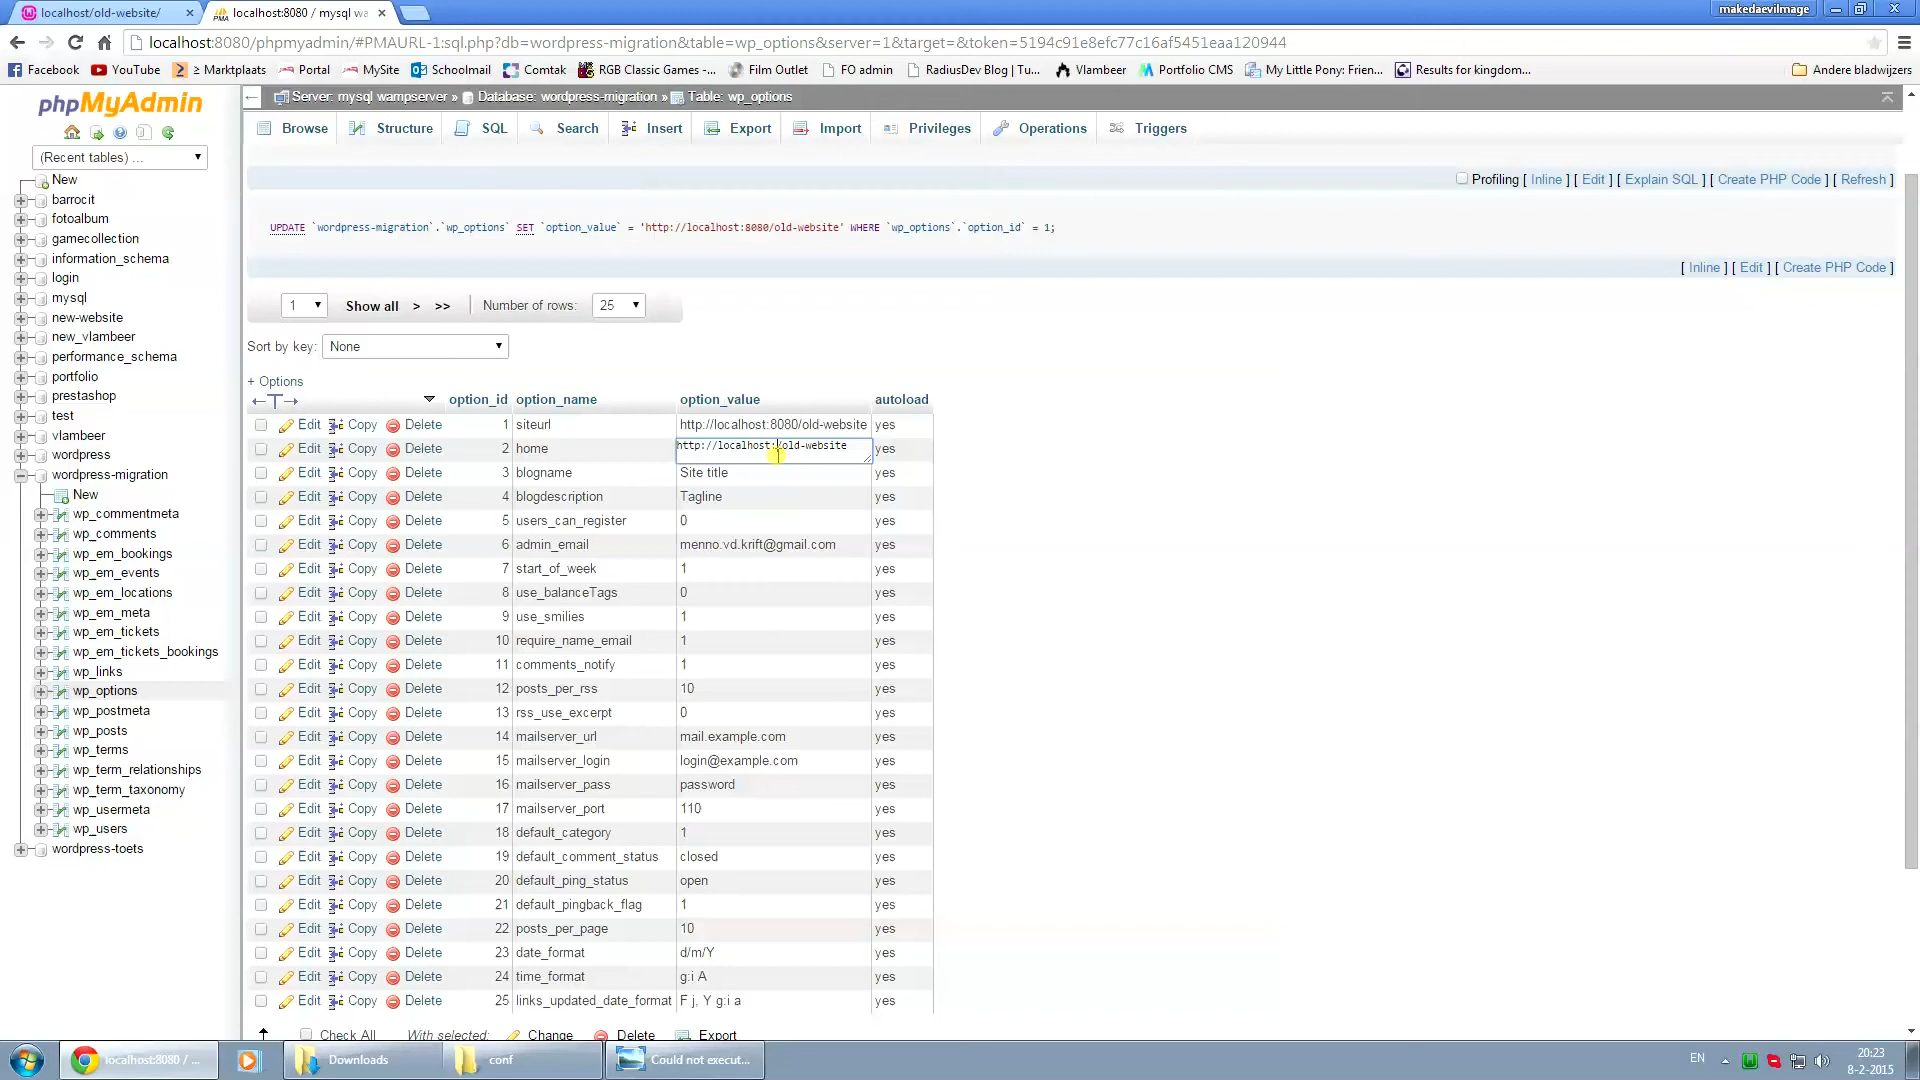 localhost/old-website/
localhost:8080 / mysql wa
makedaevilmage
localhost:8080/phpmyadmin/#PMAURL-1:sql.php?db=wordpress-migration&table=wp_options&server=1&target=&token=5194c91e8efc77c16af5451eaa120944
Facebook YouTube ≥ Marktplaats Portal MySite Schoolmail Comtak RGB Classic Games -... Film Outlet FO admin RadiusDev Blog | Tu... Vlambeer Portfolio CMS My Little Pony: Frien... Results for kingdom... Andere bladwijzers
phpMyAdmin
(Recent tables) ...
New
barrocit
fotoalbum
gamecollection
information_schema
login
mysql
new-website
new_vlambeer
performance_schema
portfolio
prestashop
test
vlambeer
wordpress
wordpress-migration
New
wp_commentmeta
wp_comments
wp_em_bookings
wp_em_events
wp_em_locations
wp_em_meta
wp_em_tickets
wp_em_tickets_bookings
wp_links
wp_options
wp_postmeta
wp_posts
wp_terms
wp_term_relationships
wp_term_taxonomy
wp_usermeta
wp_users
wordpress-toets
Server: mysql wampserver » Database: wordpress-migration » Table: wp_options
Browse Structure SQL Search Insert Export Import Privileges Operations Triggers
Profiling [ Inline ] [ Edit ] [ Explain SQL ] [ Create PHP Code ] [ Refresh ]
UPDATE `wordpress-migration`.`wp_options` SET `option_value` = 'http://localhost:8080/old-website' WHERE `wp_options`.`option_id` = 1;
[ Inline ] [ Edit ] [ Create PHP Code ]
1 Show all > >> Number of rows: 25
Sort by key: None
+ Options
←T→ option_id option_name option_value autoload
Edit Copy Delete 1 siteurl http://localhost:8080/old-website yes
Edit Copy Delete 2 home http://localhost:/old-website yes
Edit Copy Delete 3 blogname Site title yes
Edit Copy Delete 4 blogdescription Tagline yes
Edit Copy Delete 5 users_can_register 0 yes
Edit Copy Delete 6 admin_email menno.vd.krift@gmail.com yes
Edit Copy Delete 7 start_of_week 1 yes
Edit Copy Delete 8 use_balanceTags 0 yes
Edit Copy Delete 9 use_smilies 1 yes
Edit Copy Delete 10 require_name_email 1 yes
Edit Copy Delete 11 comments_notify 1 yes
Edit Copy Delete 12 posts_per_rss 10 yes
Edit Copy Delete 13 rss_use_excerpt 0 yes
Edit Copy Delete 14 mailserver_url mail.example.com yes
Edit Copy Delete 15 mailserver_login login@example.com yes
Edit Copy Delete 16 mailserver_pass password yes
Edit Copy Delete 17 mailserver_port 110 yes
Edit Copy Delete 18 default_category 1 yes
Edit Copy Delete 19 default_comment_status closed yes
Edit Copy Delete 20 default_ping_status open yes
Edit Copy Delete 21 default_pingback_flag 1 yes
Edit Copy Delete 22 posts_per_page 10 yes
Edit Copy Delete 23 date_format d/m/Y yes
Edit Copy Delete 24 time_format g:i A yes
Edit Copy Delete 25 links_updated_date_format F j, Y g:i a yes
Check All With selected: Change Delete Export
localhost:8080 / ... Downloads conf Could not execut... EN 20:23
8-2-2015